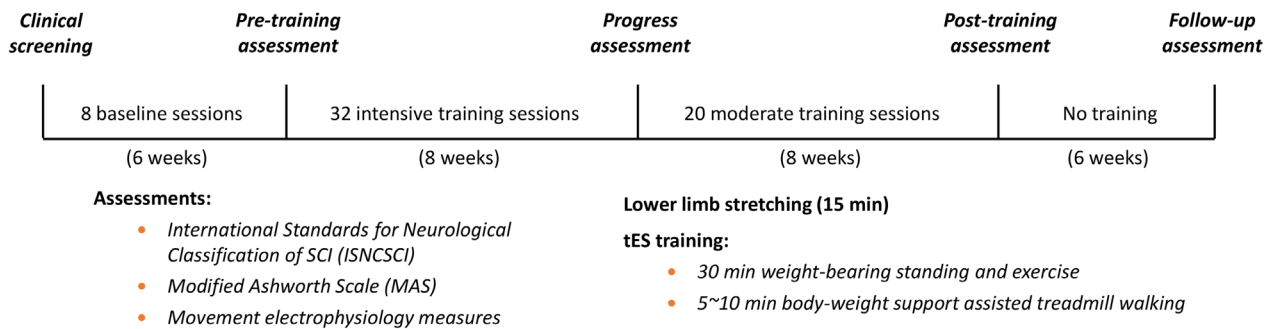 Clinical screening
Pre-training assessment
Progress assessment
Post-training assessment
Follow-up assessment
8 baseline sessions
32 intensive training sessions
20 moderate training sessions
No training
(6 weeks)
(8 weeks)
(8 weeks)
(6 weeks)
Assessments:
• International Standards for Neurological
Classification of SCI (ISNCSCI)
• Modified Ashworth Scale (MAS)
• Movement electrophysiology measures
Lower limb stretching (15 min)
tES training:
• 30 min weight-bearing standing and exercise
• 5~10 min body-weight support assisted treadmill walking